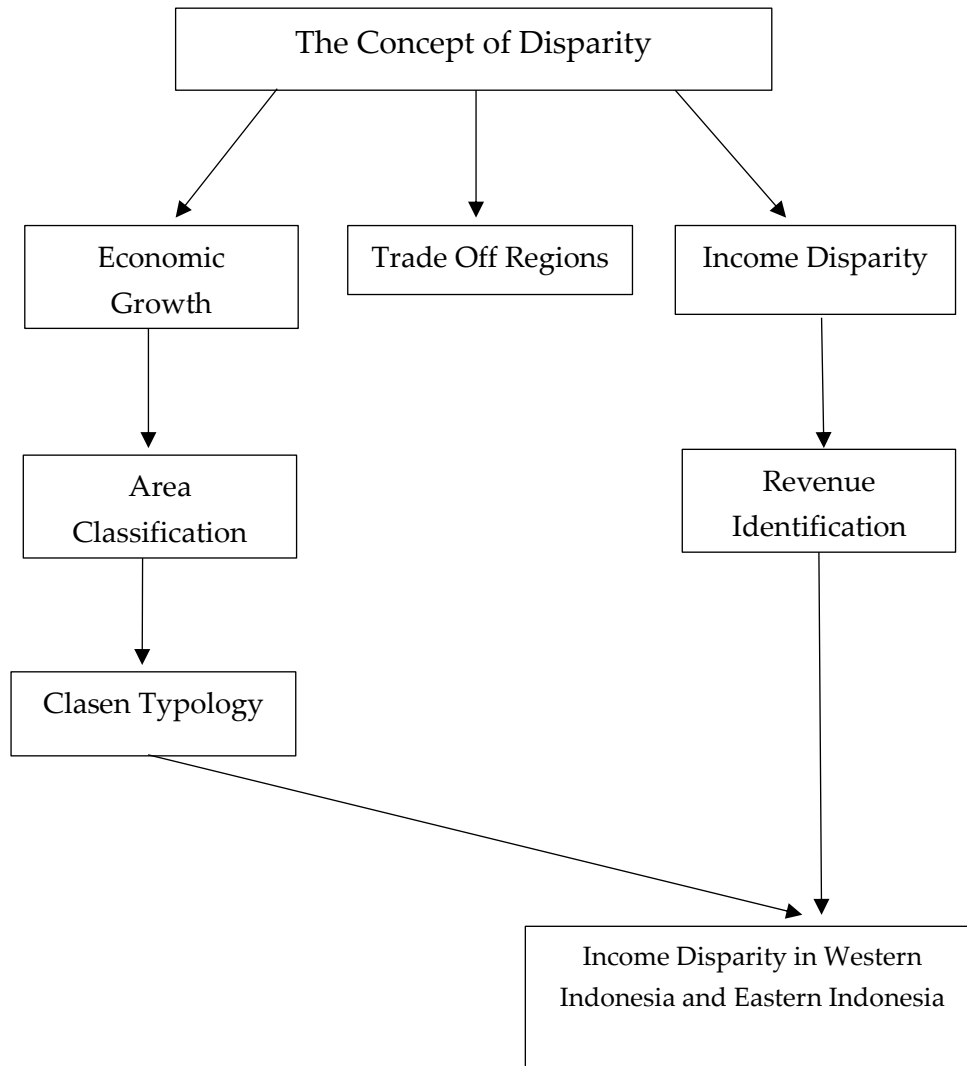 The Concept of Disparity
Economic
Growth
Trade Off Regions
Income Disparity
Area
Classification
Revenue
Identification
Clasen Typology
Income Disparity in Western
Indonesia and Eastern Indonesia